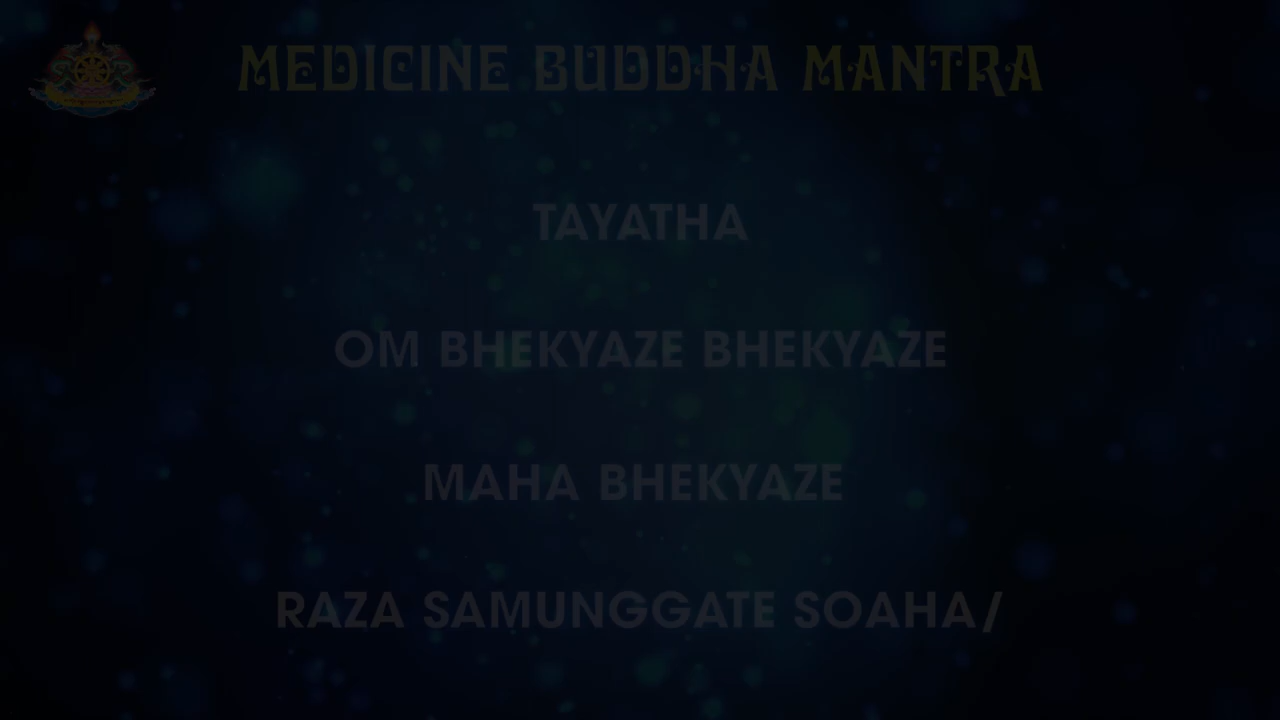 MEDICINE BUDDHA MANTRA
TAYATHA
OM BHEKYAZE BHEKYAZE
MAHA BHEKYAZE
RAZA SAMUNGGATE SOAHA/